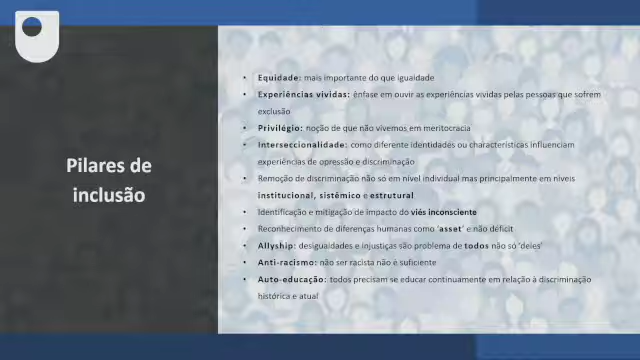 Pilares de
inclusão
• Equidade: mais importante do que igualdade
• Experiências vividas: ênfase em ouvir as experiências vividas pelas pessoas que sofrem
exclusão
• Privilégio: noção de que não vivemos em meritocracia
• Interseccionalidade: como diferente identidades ou características influenciam
experiências de opressão e discriminação
• Remoção de discriminação não só em nível individual mas principalmente em níveis
institucional, sistêmico e estrutural
• Identificação e mitigação de impacto do viés inconsciente
• Reconhecimento de diferenças humanas como 'asset' e não déficit
• Allyship: desigualdades e injustiças são problema de todos não só 'deles'
• Anti-racismo: não ser racista não é suficiente
• Auto-educação: todos precisam se educar continuamente em relação à discriminação
histórica e atual